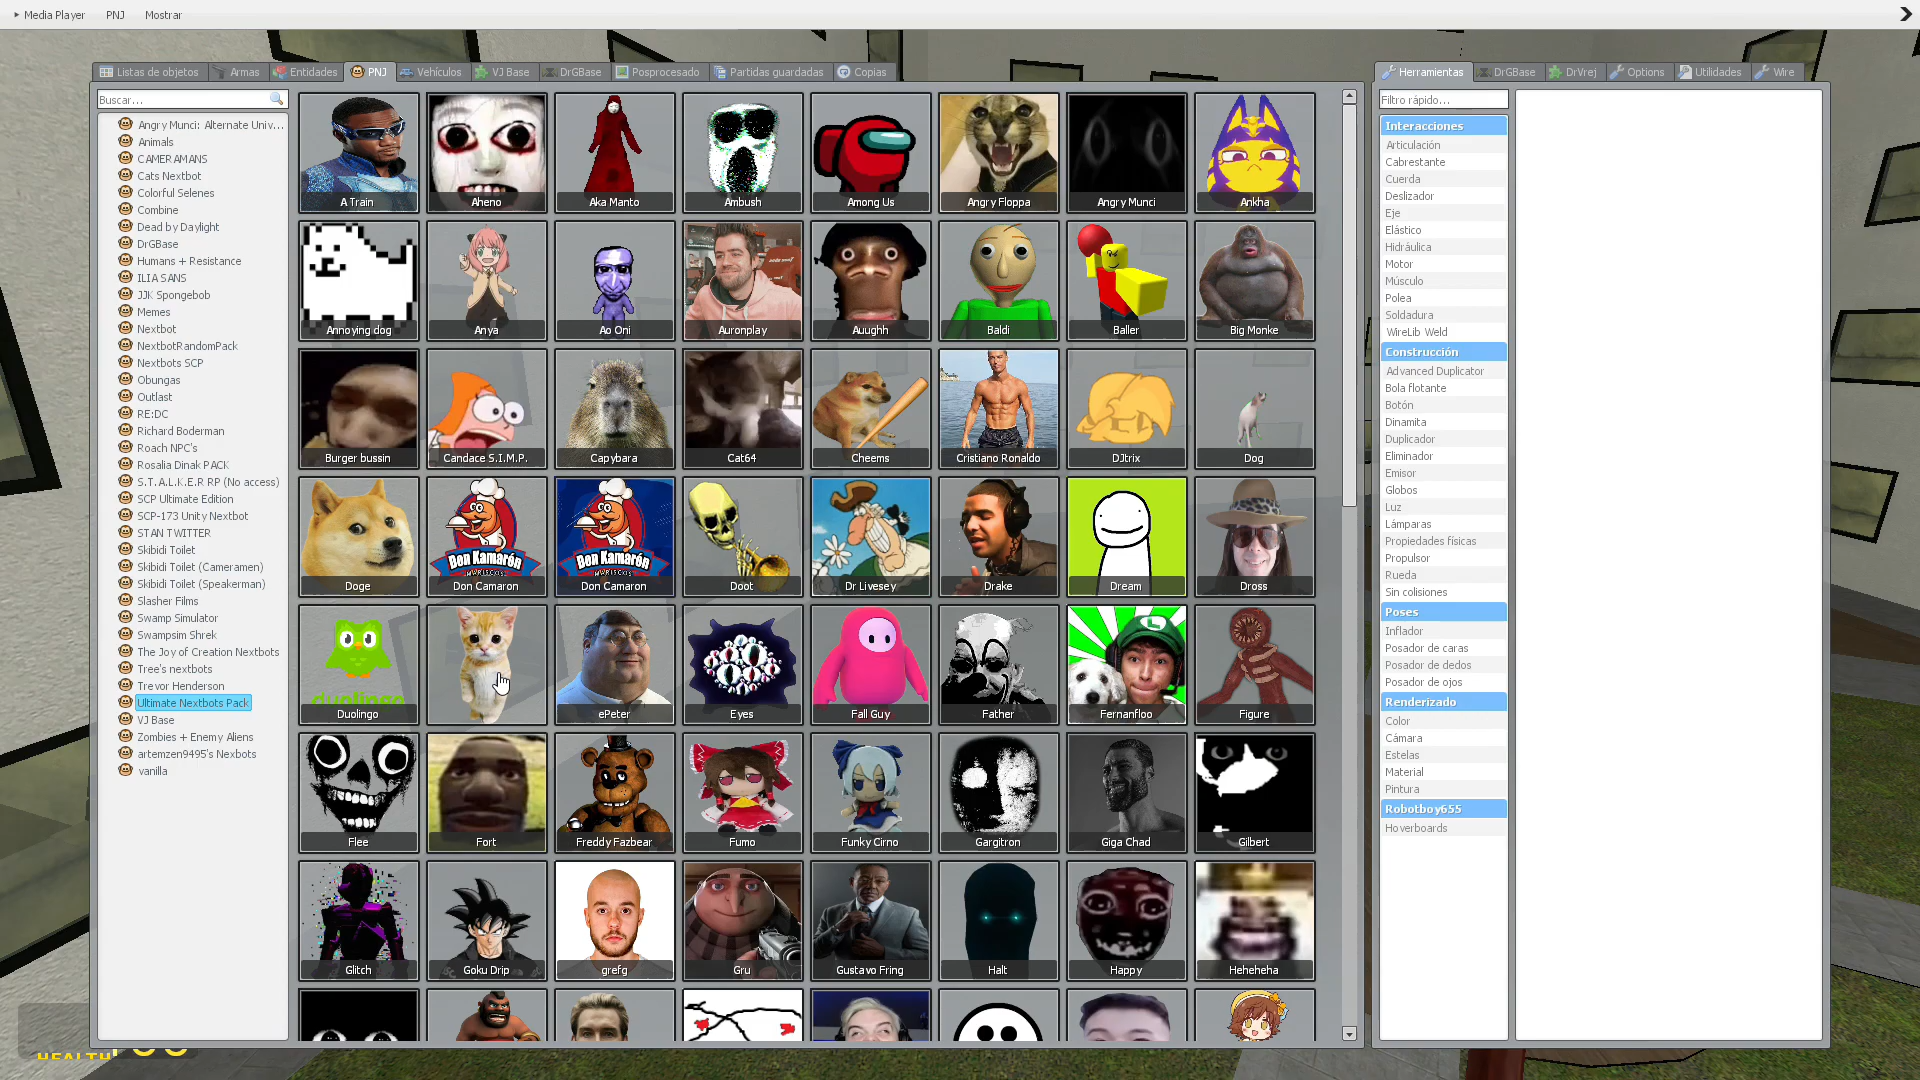 Media Player PNJ Mostrar
Listas de objetos Armas Entidades PNJ Vehículos VJ Base DrGBase Posprocesado Partidas guardadas Copias
Buscar...
Angry Munci: Alternate Univ...
Animals
CAMERAMANS
Cats Nextbot
Colorful Selenes
Combine
Dead by Daylight
DrGBase
Humans + Resistance
ILIA SANS
JJK Spongebob
Memes
Nextbot
NextbotRandomPack
Nextbots SCP
Obungas
Outlast
RE:DC
Richard Boderman
Roach NPC's
Rosalia Dinak PACK
S.T.A.L.K.E.R RP (No access)
SCP Ultimate Edition
SCP-173 Unity Nextbot
STAN TWITTER
Skibidi Toilet
Skibidi Toilet (Cameramen)
Skibidi Toilet (Speakerman)
Slasher Films
Swamp Simulator
Swampsim Shrek
The Joy of Creation Nextbots
Tree's nextbots
Trevor Henderson
Ultimate Nextbots Pack
VJ Base
Zombies + Enemy Aliens
artemzen9495's Nexbots
vanilla
A Train Aheno Aka Manto Ambush Among Us Angry Floppa Angry Munci Ankha
Annoying dog Anya Ao Oni Auronplay Auughh Baldi Baller Big Monke
Burger bussin Candace S.I.M.P. Capybara Cat64 Cheems Cristiano Ronaldo DJtrix Dog
Don Kamarón
MARISCOS
Don Kamarón
MARISCOS
Doge Don Camaron Don Camaron Doot Dr Livesey Drake Dream Dross
duolingo
L
Duolingo ePeter Eyes Fall Guy Father Fernanfloo Figure
Flee Fort Freddy Fazbear Fumo Funky Cirno Gargitron Giga Chad Gilbert
Glitch Goku Drip grefg Gru Gustavo Fring Halt Happy Heheheha
Herramientas DrGBase DrVrej Options Utilidades Wire
Filtro rápido...
Interacciones
Articulación
Cabrestante
Cuerda
Deslizador
Eje
Elástico
Hidráulica
Motor
Músculo
Polea
Soldadura
WireLib Weld
Construcción
Advanced Duplicator
Bola flotante
Botón
Dinamita
Duplicador
Eliminador
Emisor
Globos
Luz
Lámparas
Propiedades físicas
Propulsor
Rueda
Sin colisiones
Poses
Inflador
Posador de caras
Posador de dedos
Posador de ojos
Renderizado
Color
Cámara
Estelas
Material
Pintura
Robotboy655
Hoverboards
HEALTH